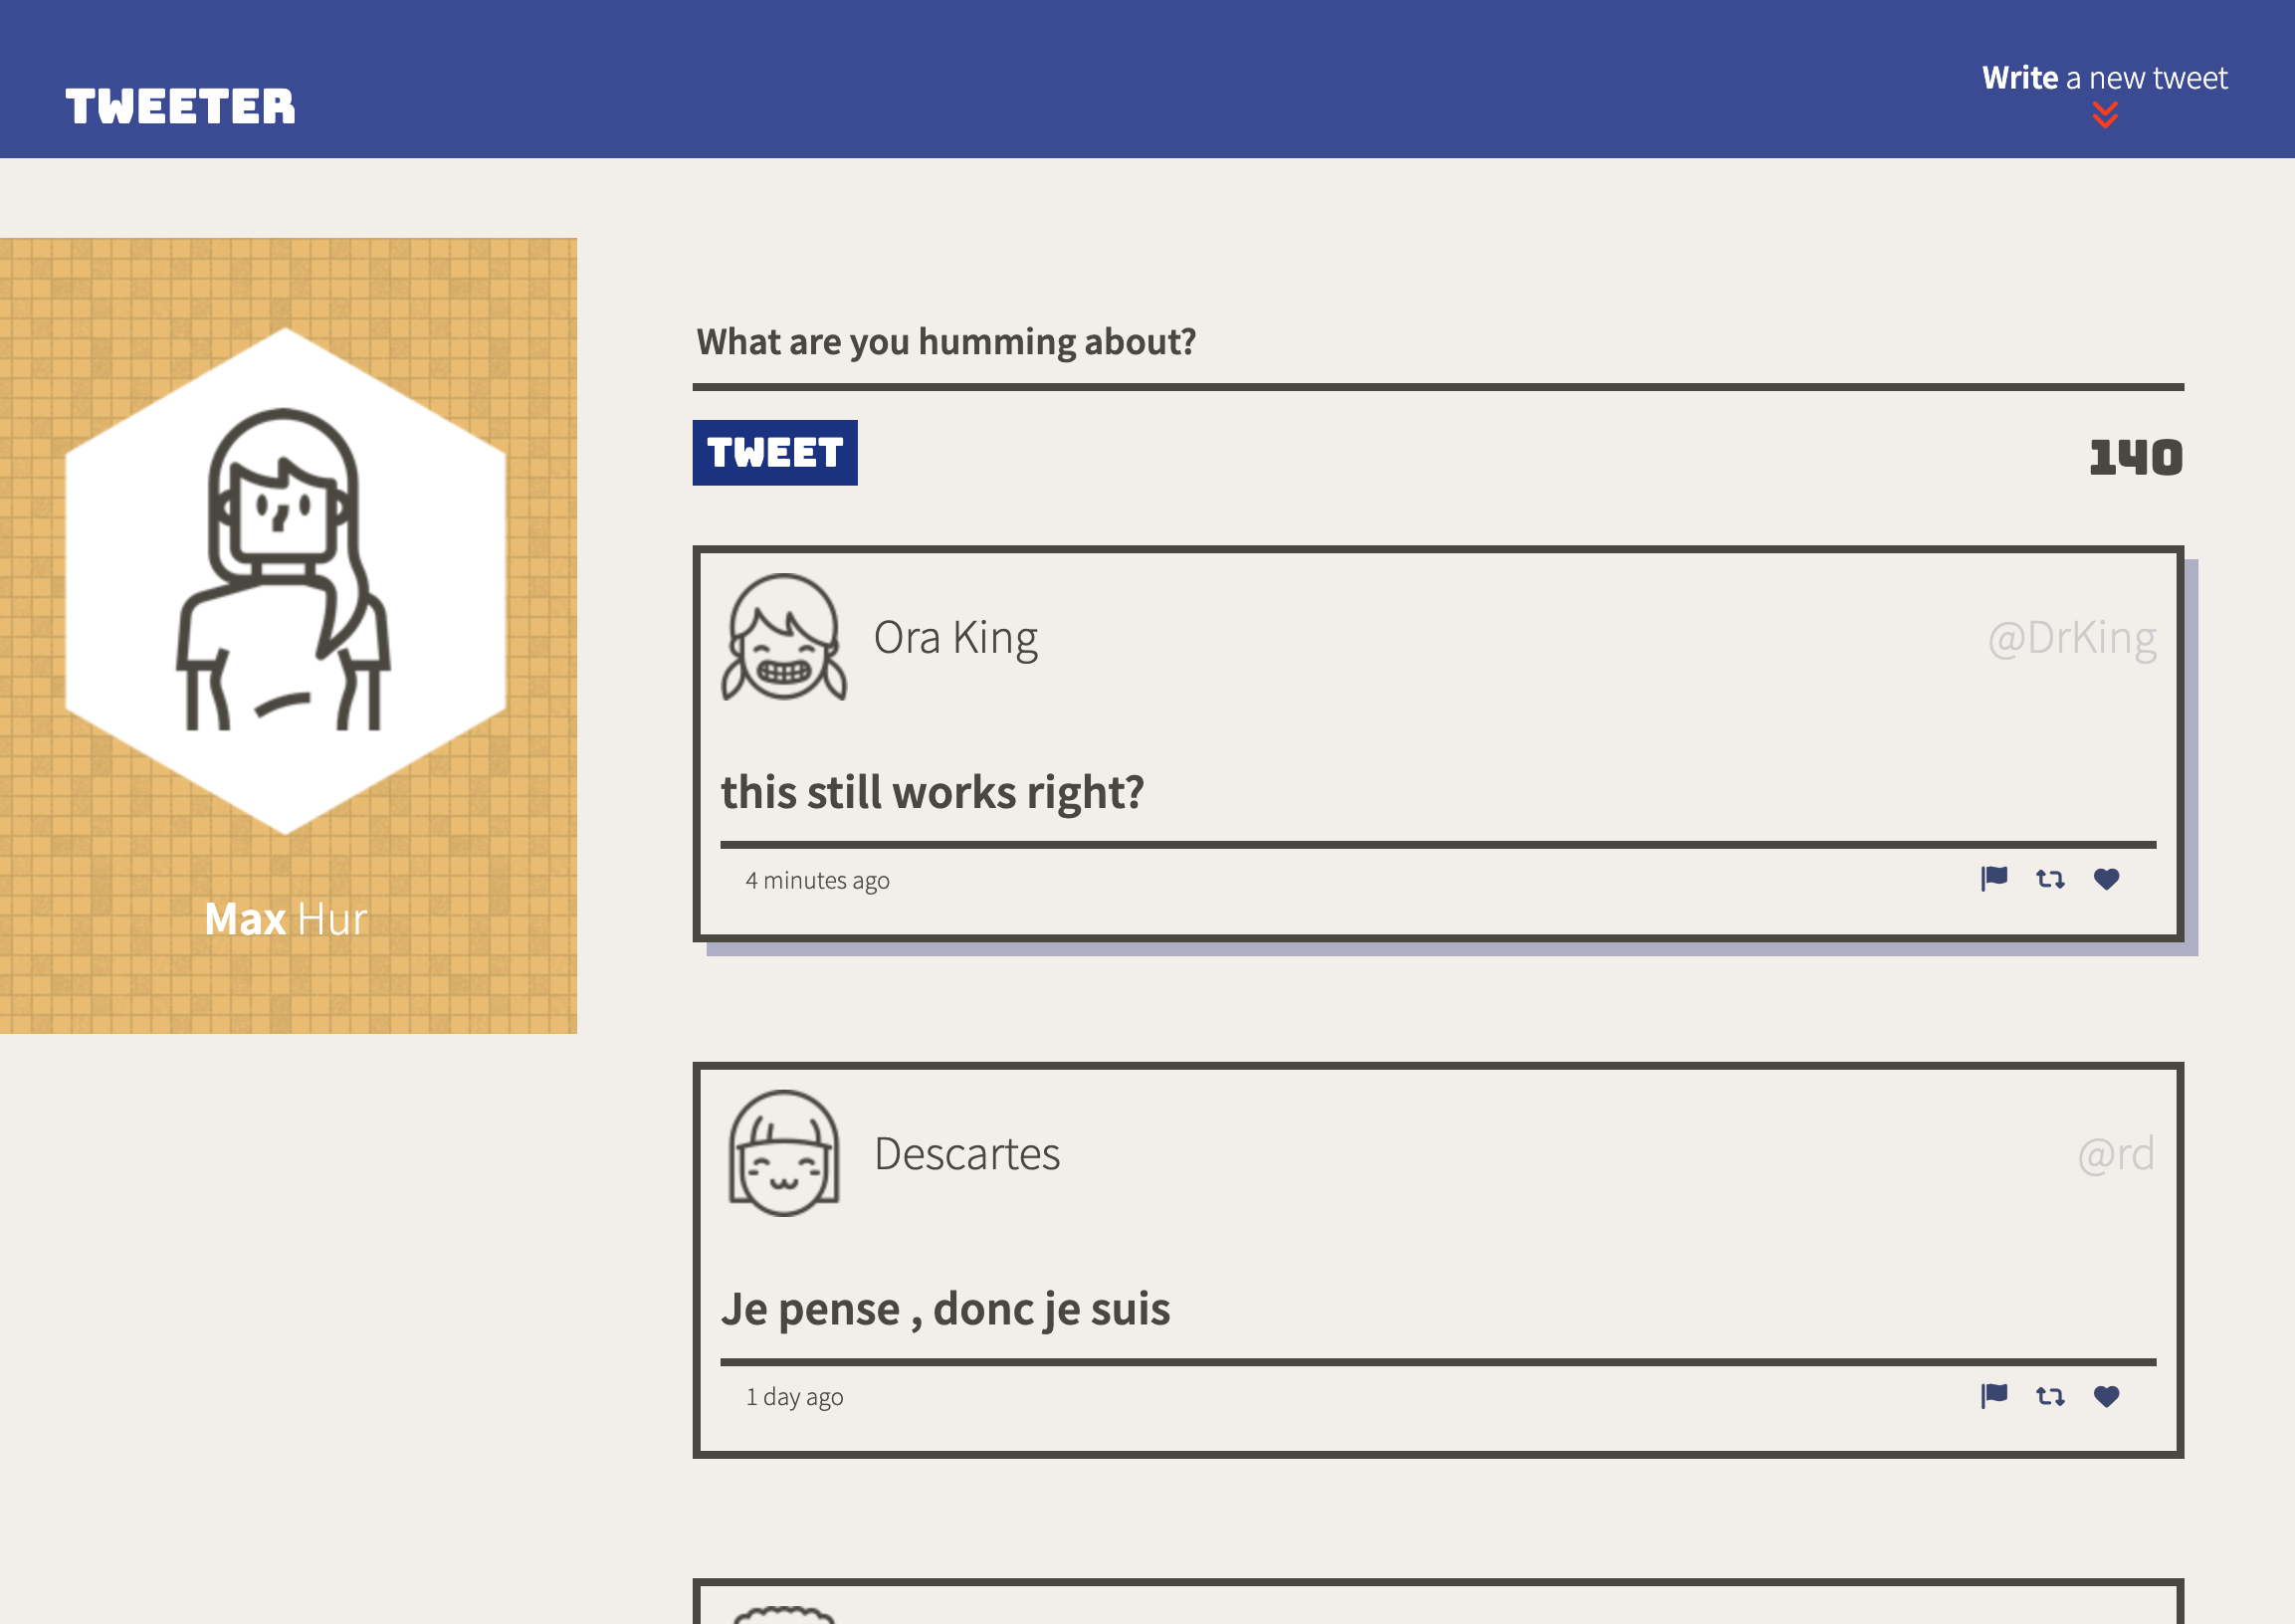 TWEETER
Write a new tweet
Max Hur
What are you humming about?
TWEET
140
Ora King
@DrKing
this still works right?
4 minutes ago
Descartes
@rd
Je pense , donc je suis
1 day ago